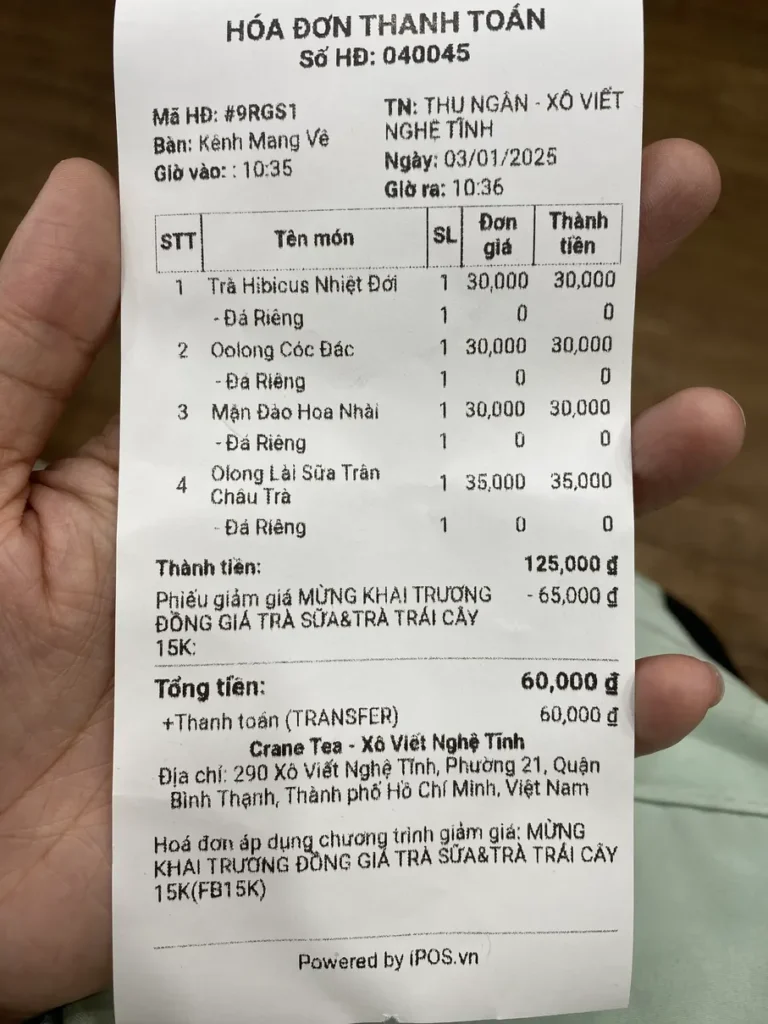 HÓA ĐƠN THANH TOÁN
Số HĐ: 040045
Mã HĐ: #9RGS1
Bàn: Kênh Mang Về
Giờ vào: : 10:35
TN: THU NGÂN - XÔ VIẾT
NGHỆ TĨNH
Ngày: 03/01/2025
Giờ ra: 10:36
STT Tên món SL Đơn giá Thành tiền
1 Trà Hibicus Nhiệt Đới 1 30,000 30,000
- Đá Riêng 1 0 0
2 Oolong Cóc Đác 1 30,000 30,000
- Đá Riêng 1 0 0
3 Mận Đào Hoa Nhài 1 30,000 30,000
- Đá Riêng 1 0 0
4 Olong Lài Sữa Trân
Châu Trà 1 35,000 35,000
- Đá Riêng 1 0 0
Thành tiền: 125,000 ₫
Phiếu giảm giá MỪNG KHAI TRƯƠNG - 65,000 ₫
ĐỒNG GIÁ TRÀ SỮA&TRÀ TRÁI CÂY
15K:
Tổng tiền: 60,000 ₫
+Thanh toán (TRANSFER) 60,000 ₫
Crane Tea - Xô Viết Nghệ Tĩnh
Địa chỉ: 290 Xô Viết Nghệ Tĩnh, Phường 21, Quận
Bình Thạnh, Thành phố Hồ Chí Minh, Việt Nam
Hoá đơn áp dụng chương trình giảm giá: MỪNG
KHAI TRƯƠNG ĐỒNG GIÁ TRÀ SỮA&TRÀ TRÁI CÂY
15K(FB15K)
Powered by iPOS.vn